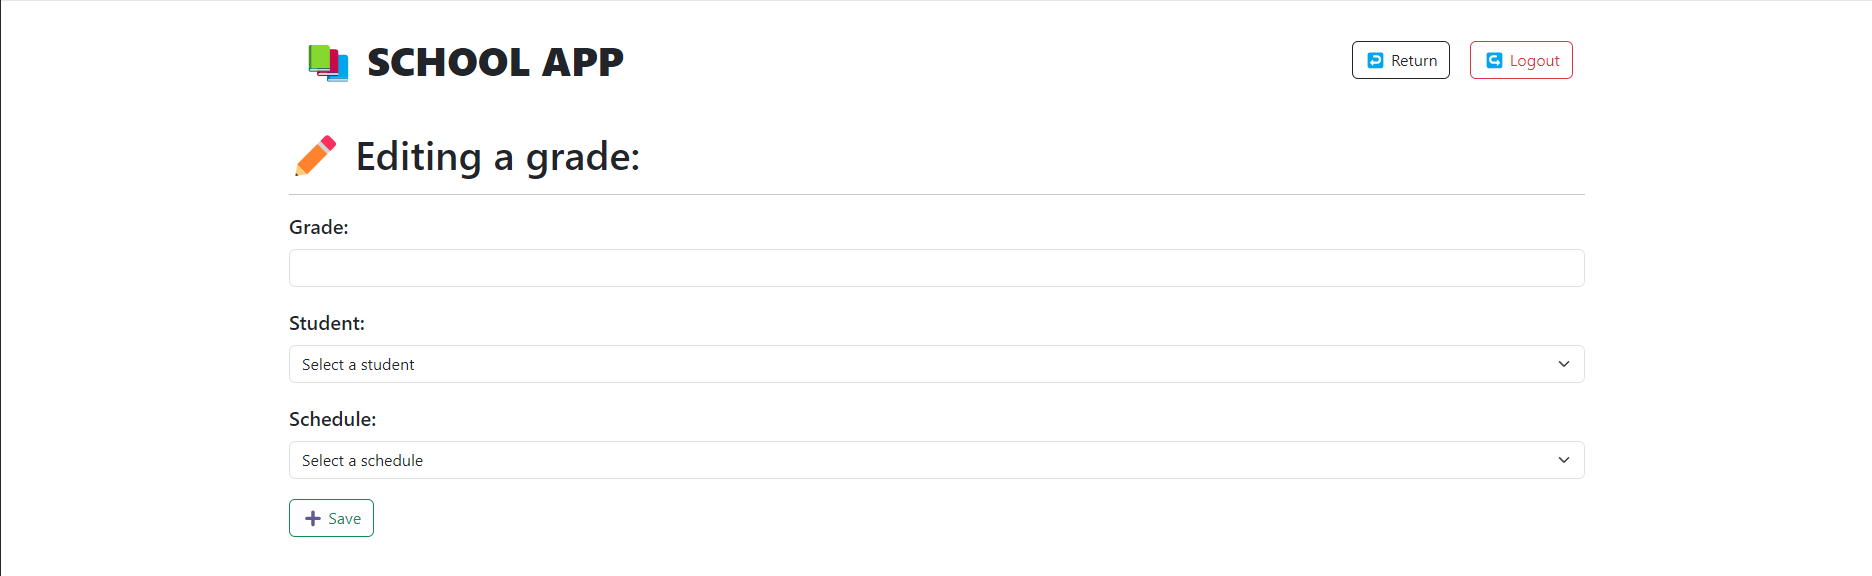 SCHOOL APP
Return
Logout
Editing a grade:
Grade:
Student:
Select a student
Schedule:
Select a schedule
Save